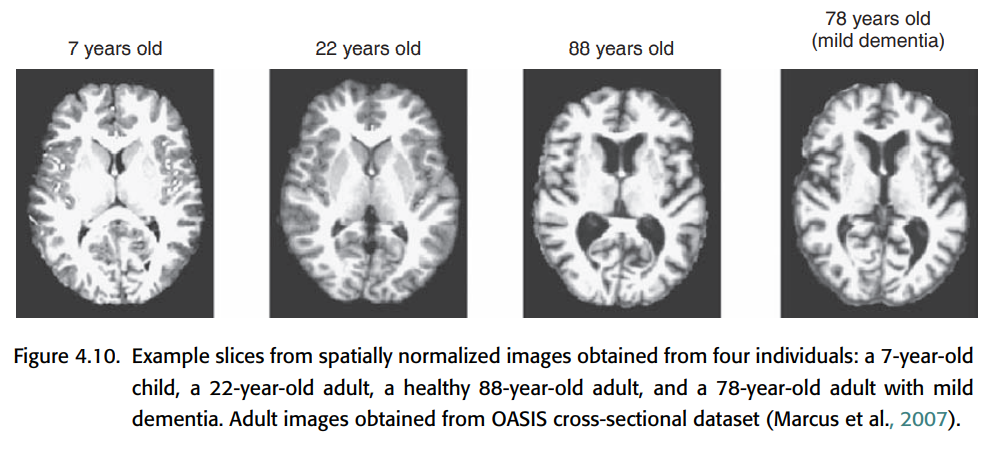 7 years old
22 years old
88 years old
78 years old
(mild dementia)
Figure 4.10. Example slices from spatially normalized images obtained from four individuals: a 7-year-old
child, a 22-year-old adult, a healthy 88-year-old adult, and a 78-year-old adult with mild
dementia. Adult images obtained from OASIS cross-sectional dataset (Marcus et al., 2007).